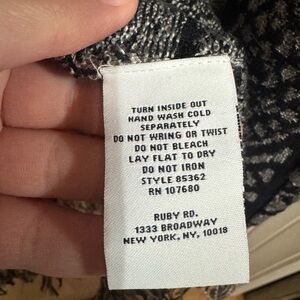 TURN INSIDE OUT
HAND WASH COLD
SEPARATELY
DO NOT WRING OR TWIST
DO NOT BLEACH
LAY FLAT TO DRY
DO NOT IRON
STYLE 85362
RN 107680
RUBY RD.
1333 BROADWAY
NEW YORK, NY, 10018